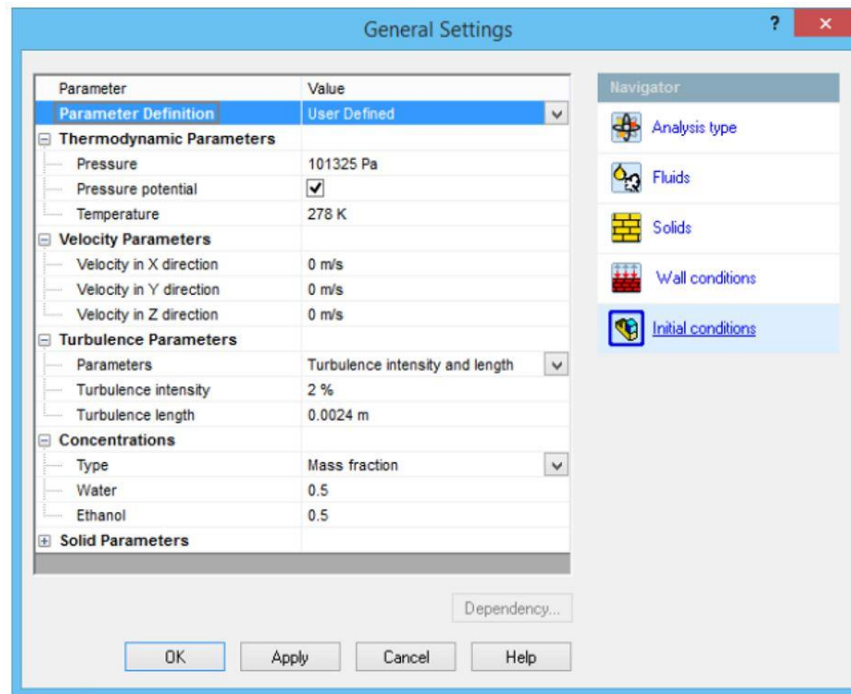 General Settings
?
Parameter Value
Parameter Definition User Defined
Thermodynamic Parameters
Pressure 101325 Pa
Pressure potential
Temperature 278 K
Velocity Parameters
Velocity in X direction 0 m/s
Velocity in Y direction 0 m/s
Velocity in Z direction 0 m/s
Turbulence Parameters
Parameters Turbulence intensity and length
Turbulence intensity 2 %
Turbulence length 0.0024 m
Concentrations
Type Mass fraction
Water 0.5
Ethanol 0.5
Solid Parameters
Dependency...
OK Apply Cancel Help
Navigator
Analysis type
Fluids
Solids
Wall conditions
Initial conditions